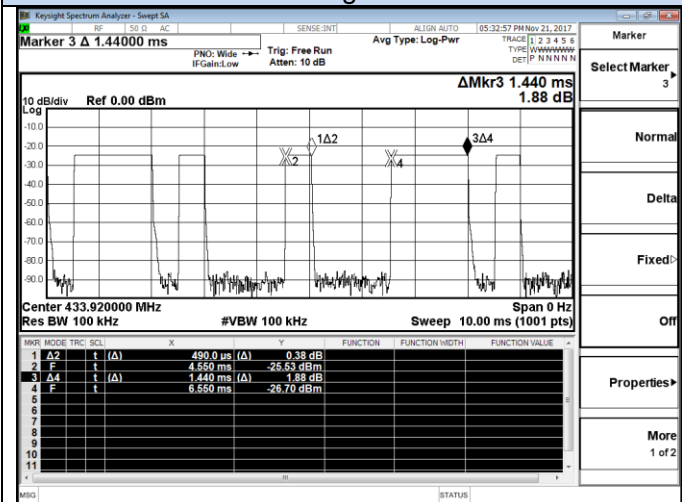 Keysight Spectrum Analyzer - Swept SA
RF 50 Ω AC SENSE:INT ALIGN AUTO 05:32:57 PM Nov 21, 2017
Marker 3 Δ 1.44000 ms
PNO: Wide
IFGain:Low
Trig: Free Run
Atten: 10 dB
Avg Type: Log-Pwr
TRACE 1 2 3 4 5 6
TYPE WWWWWW
DET P N N N N N
ΔMkr3 1.440 ms
1.88 dB
10 dB/div Ref 0.00 dBm
Log
-10.0
-20.0
-30.0
-40.0
-50.0
-60.0
-70.0
-80.0
-90.0
1Δ2
2
4
3Δ4
Center 433.920000 MHz Span 0 Hz
Res BW 100 kHz #VBW 100 kHz Sweep 10.00 ms (1001 pts)
MKR MODE TRC SCL X Y FUNCTION FUNCTION WIDTH FUNCTION VALUE
1 Δ2 t (Δ) 490.0 µs (Δ) 0.38 dB
2 F t 4.550 ms -25.53 dBm
3 Δ4 t (Δ) 1.440 ms (Δ) 1.88 dB
4 F t 6.550 ms -26.70 dBm
5
6
7
8
9
10
11
MSG STATUS
Marker
Select Marker
3
Normal
Delta
Fixed
Off
Properties
More
1 of 2